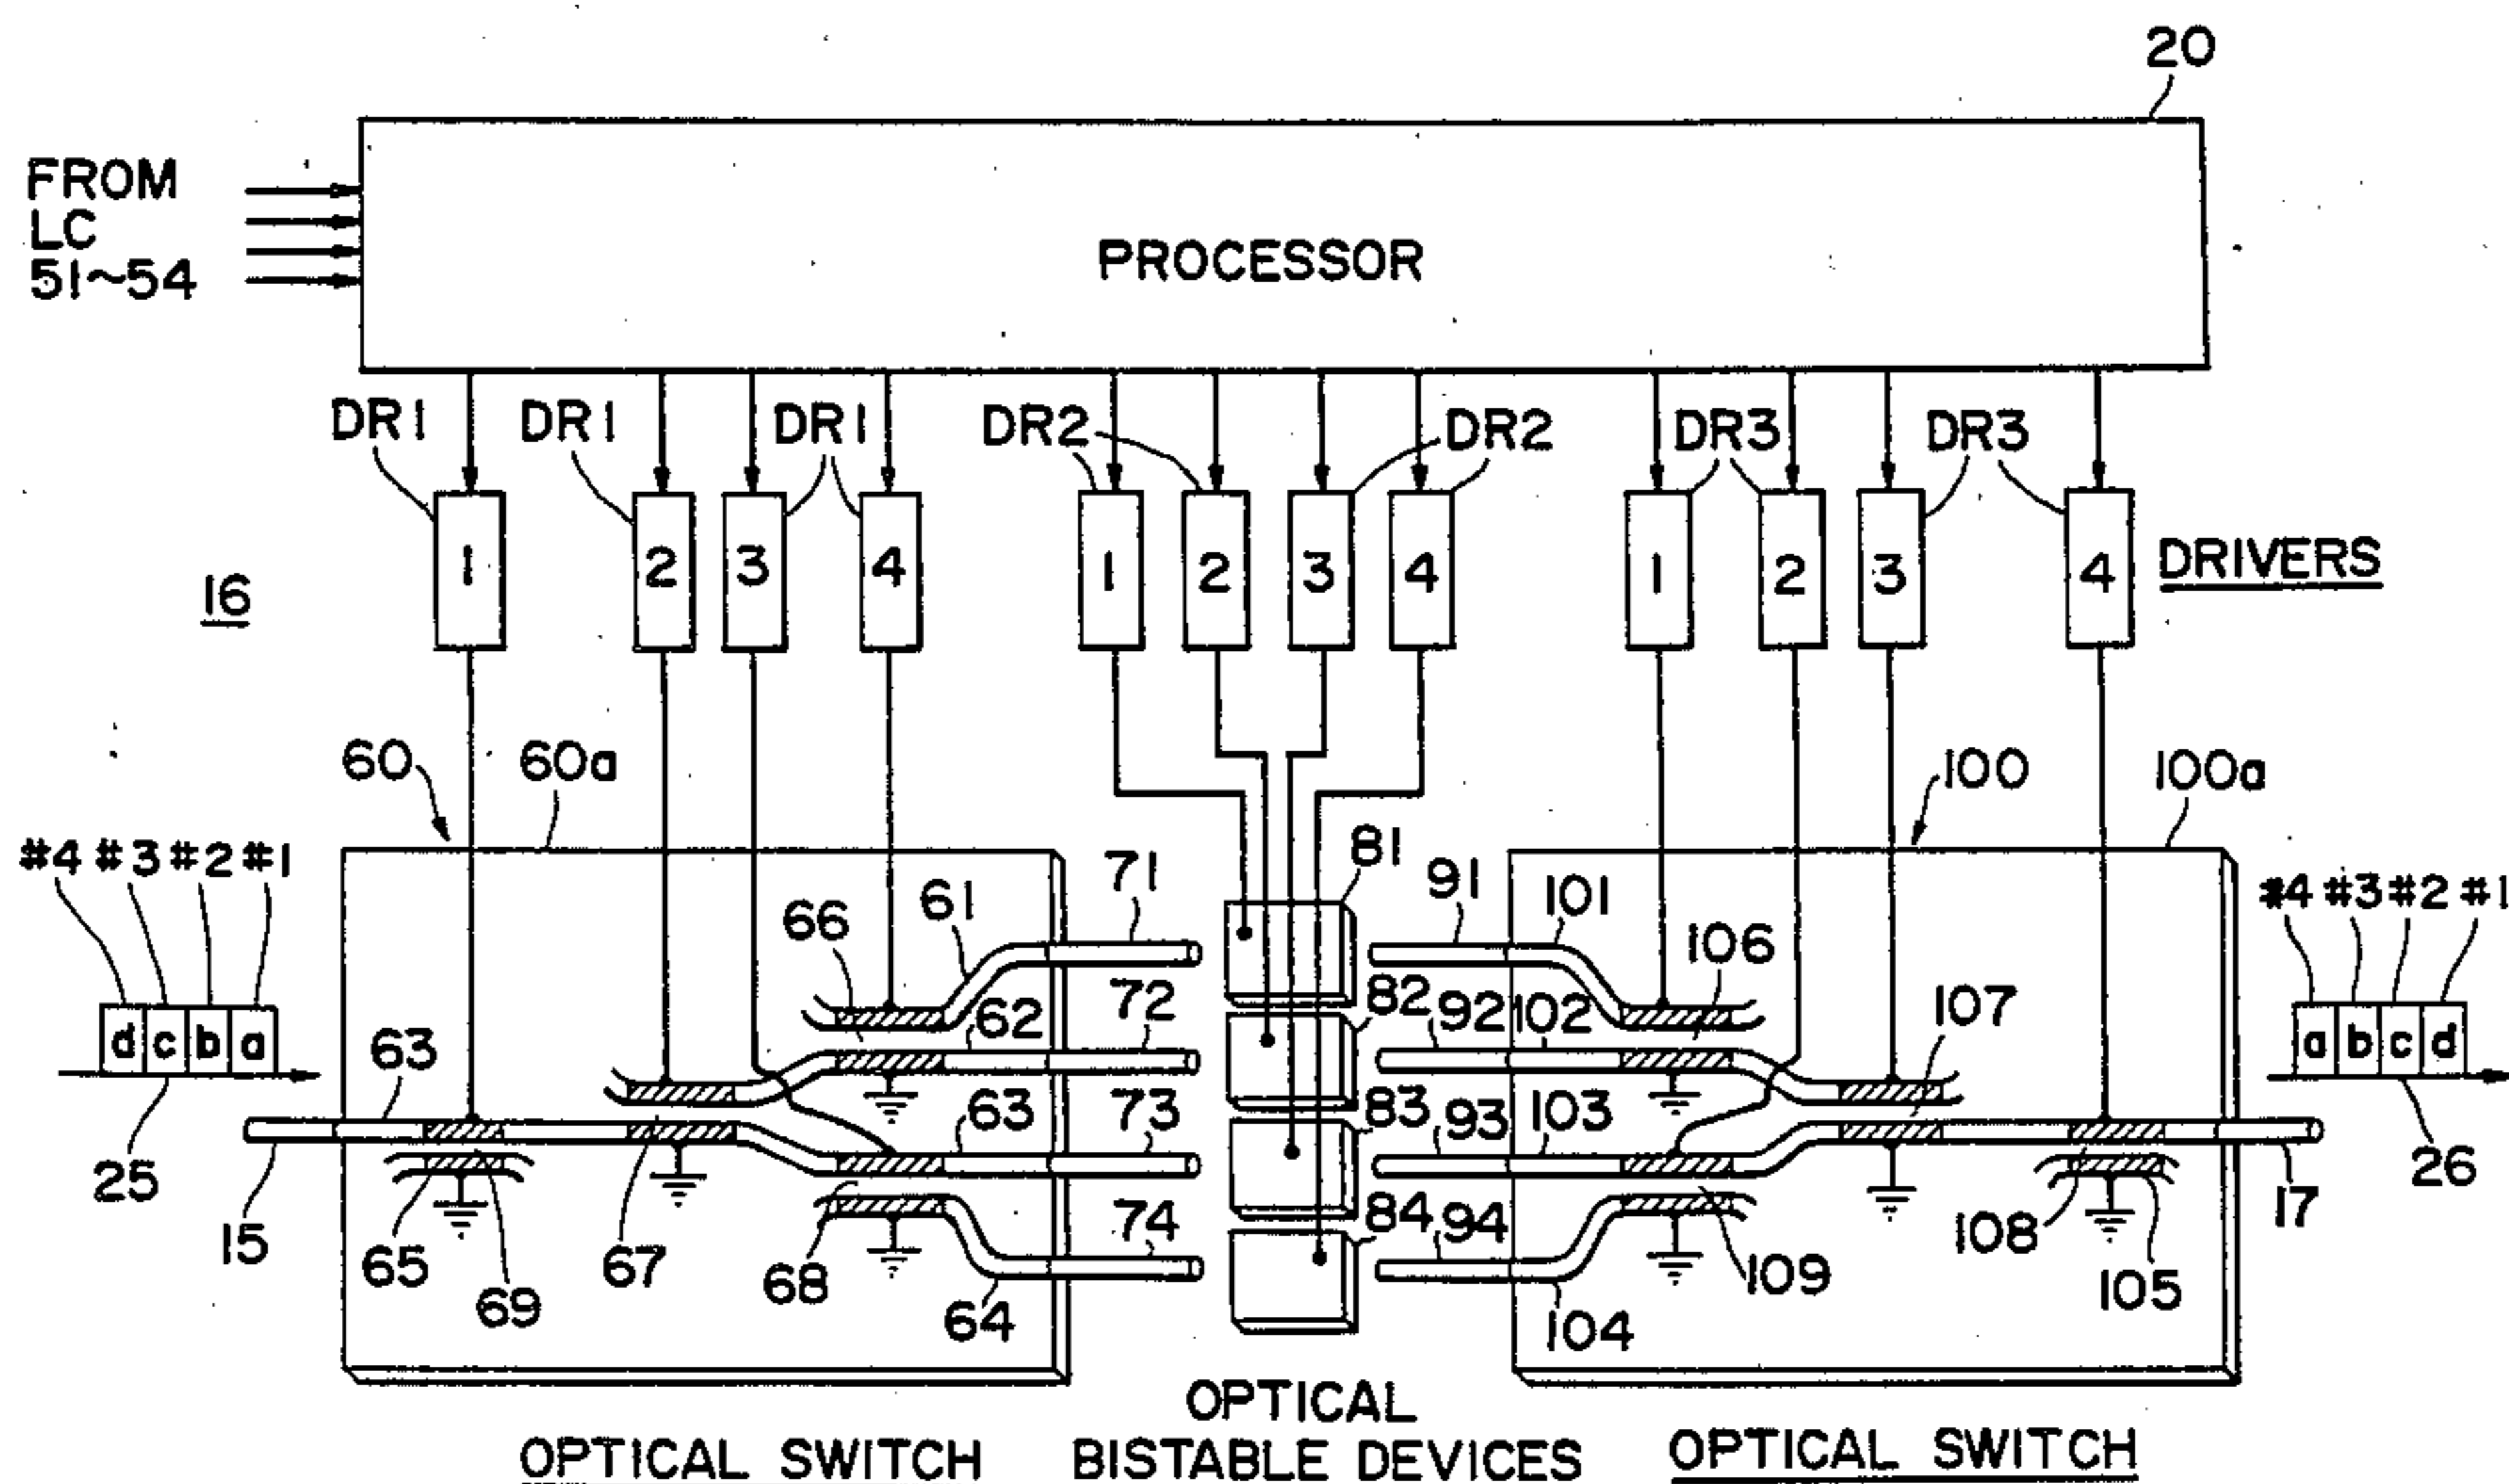 20
FROM
LC
51~54
PROCESSOR
DR1 DR1 DR1 DR2 DR2 DR3 DR3
1 2 3 4 1 2 3 4 1 2 3 4 DRIVERS
16
60 60a 100 100a
#4 #3 #2 #1 81 #4 #3 #2 #1
71 91 101
66 61 106
d c b a 63 62 72 82 92 102 107 a b c d
63 73 83 93 103
25 26
15 65 67 68 74 84 94 108 17
69 64 104 109 105
OPTICAL SWITCH
OPTICAL
BISTABLE DEVICES
OPTICAL SWITCH